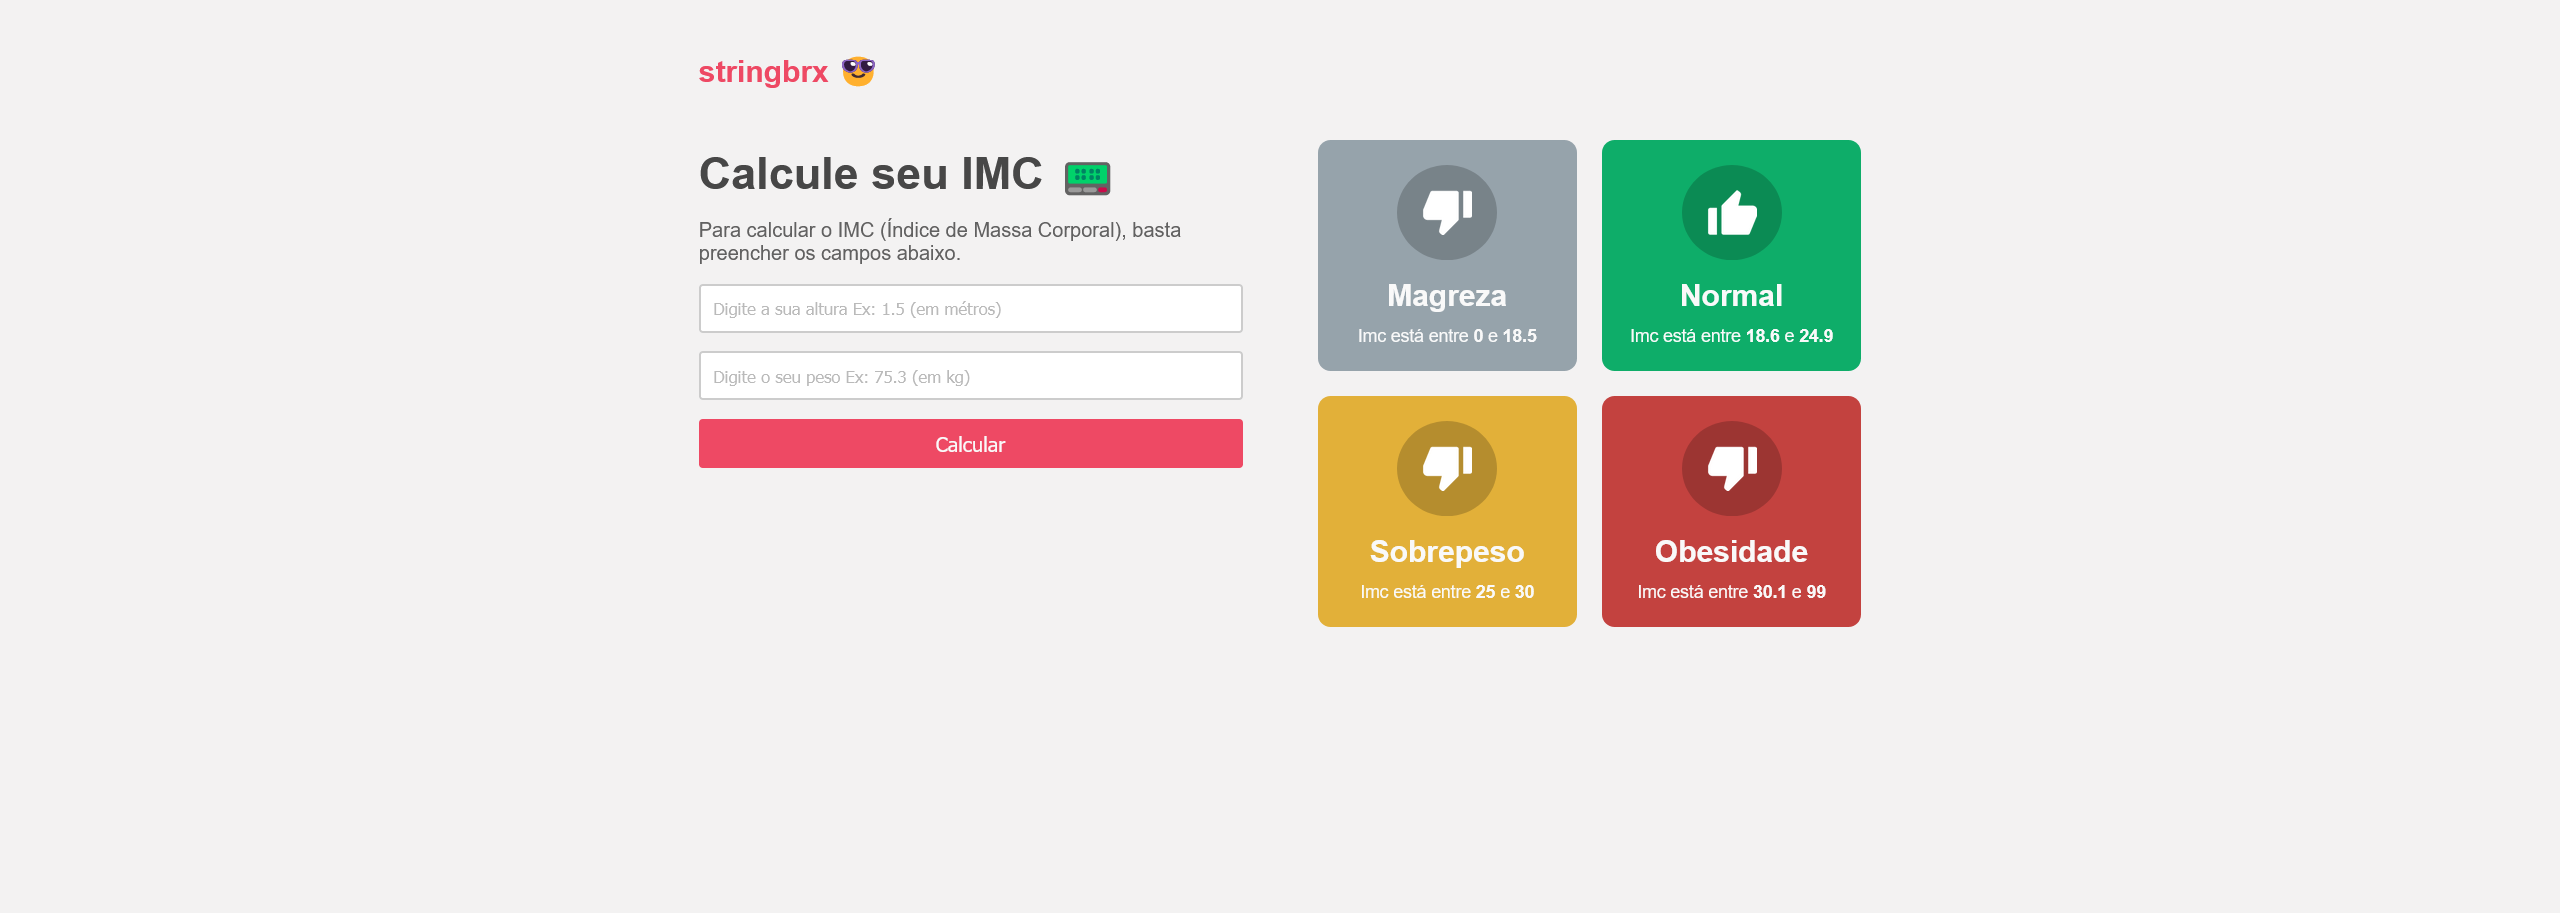 stringbrx
Calcule seu IMC
Para calcular o IMC (Índice de Massa Corporal), basta
preencher os campos abaixo.
Digite a sua altura Ex: 1.5 (em métros)
Digite o seu peso Ex: 75.3 (em kg)
Calcular
Magreza
Imc está entre 0 e 18.5
Normal
Imc está entre 18.6 e 24.9
Sobrepeso
Imc está entre 25 e 30
Obesidade
Imc está entre 30.1 e 99